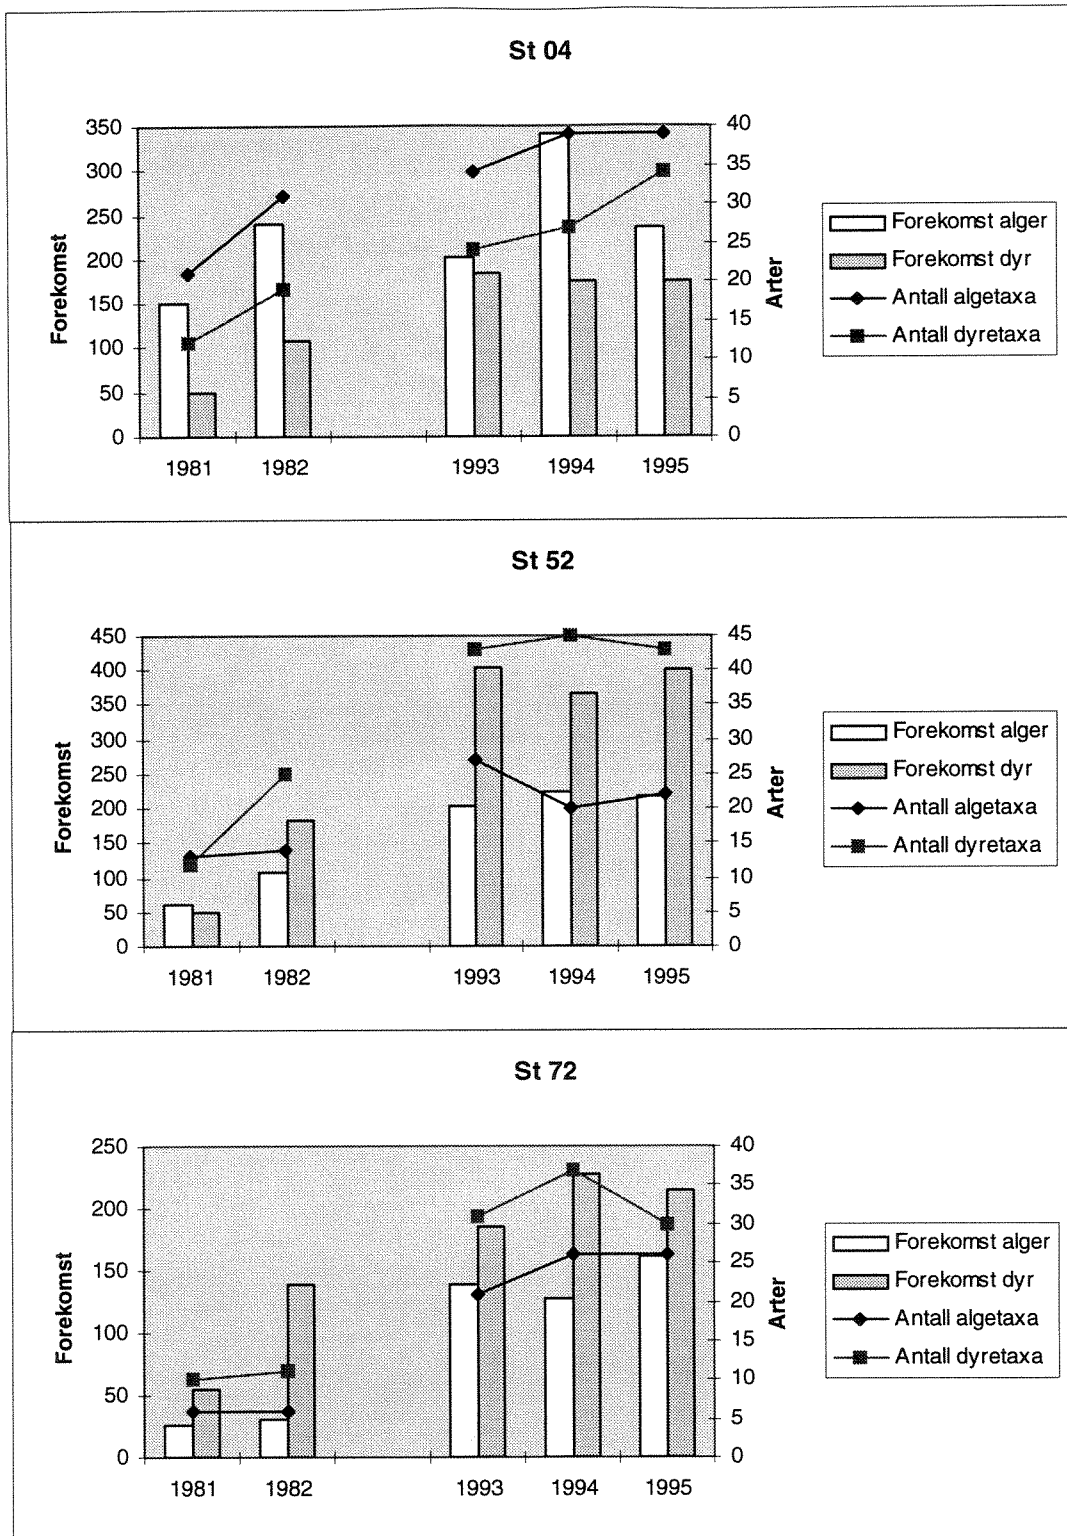 St 04
350
300
250
200
150
100
50
0
Forekomst
40
35
30
25
20
15
10
5
0
Arter
1981 1982 1993 1994 1995
Forekomst alger
Forekomst dyr
Antall algetaxa
Antall dyretaxa
St 52
450
400
350
300
250
200
150
100
50
0
Forekomst
45
40
35
30
25
20
15
10
5
0
Arter
1981 1982 1993 1994 1995
Forekomst alger
Forekomst dyr
Antall algetaxa
Antall dyretaxa
St 72
250
200
150
100
50
0
Forekomst
40
35
30
25
20
15
10
5
0
Arter
1981 1982 1993 1994 1995
Forekomst alger
Forekomst dyr
Antall algetaxa
Antall dyretaxa